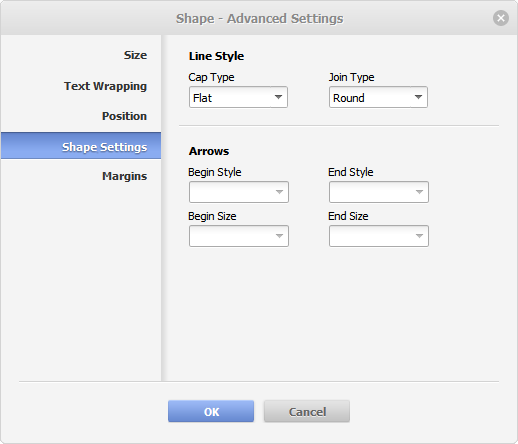 Shape - Advanced Settings
Size
Text Wrapping
Position
Shape Settings
Margins
Line Style
Cap Type
Join Type
Flat
Round
Arrows
Begin Style
End Style
Begin Size
End Size
OK
Cancel